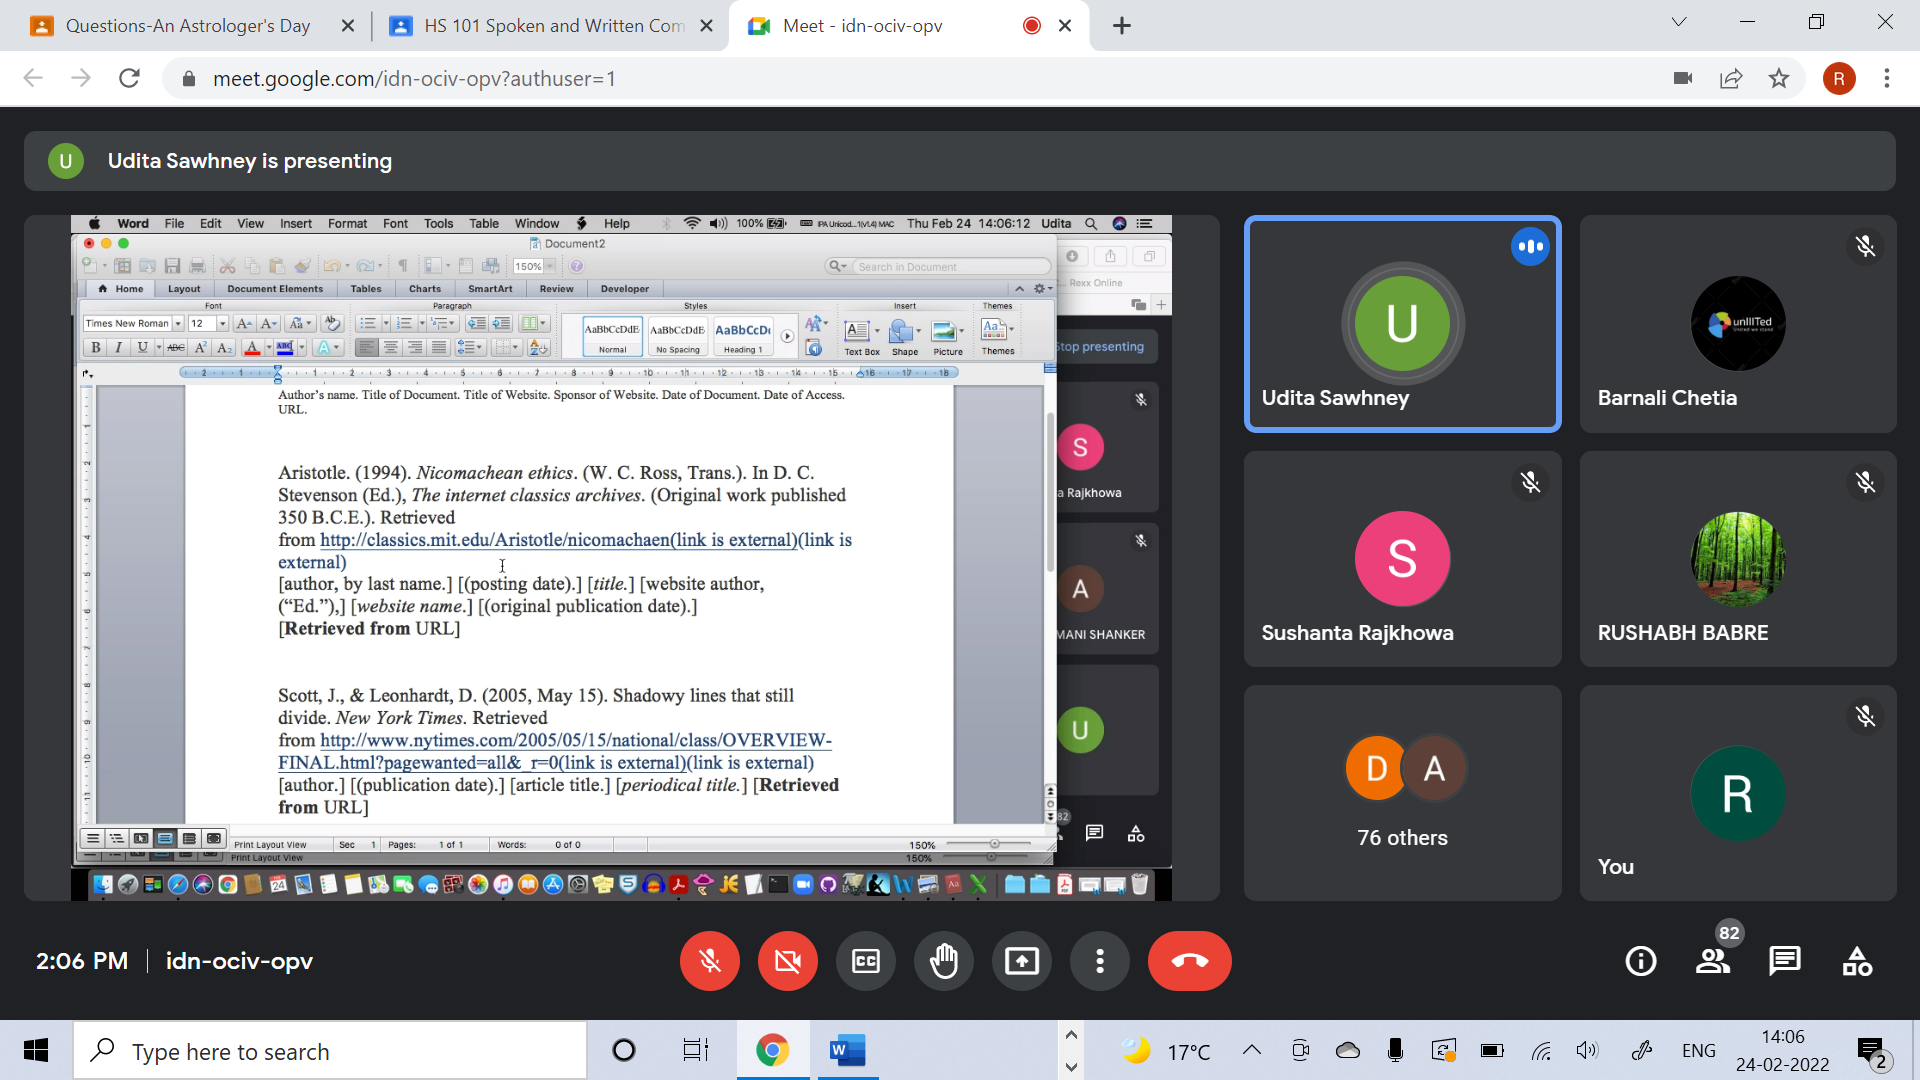 Questions-An Astrologer's Day
HS 101 Spoken and Written Com
Meet - idn-ociv-opv
meet.google.com/idn-ociv-opv?authuser=1
R
U
Udita Sawhney is presenting
Word File Edit View Insert Format Font Tools Table Window Help
100%
Thu Feb 24 14:06:12 Udita
Document2
150%
Search in Document
Home Layout Document Elements Tables Charts SmartArt Review Developer
Font Paragraph Styles Insert Themes
Times New Roman 12
AaBbCcDdE AaBbCcDdE AaBbCcDc
Normal No Spacing Heading 1
Text Box Shape Picture Themes
B I U ABC A² A₂
Rexx Online
Stop presenting
Author's name. Title of Document. Title of Website. Sponsor of Website. Date of Document. Date of Access.
URL.
Aristotle. (1994). Nicomachean ethics. (W. C. Ross, Trans.). In D. C.
Stevenson (Ed.), The internet classics archives. (Original work published
350 B.C.E.). Retrieved
from http://classics.mit.edu/Aristotle/nicomachaen(link is external)(link is
external)
[author, by last name.] [(posting date).] [title.] [website author,
(“Ed.”),] [website name.] [(original publication date).]
[Retrieved from URL]
Scott, J., & Leonhardt, D. (2005, May 15). Shadowy lines that still
divide. New York Times. Retrieved
from http://www.nytimes.com/2005/05/15/national/class/OVERVIEW-
FINAL.html?pagewanted=all&_r=0(link is external)(link is external)
[author.] [(publication date).] [article title.] [periodical title.] [Retrieved
from URL]
Print Layout View Sec 1 Pages: 1 of 1 Words: 0 of 0 150%
Print Layout View 150%
S
a Rajkhowa
A
MANI SHANKER
U
82
U
Udita Sawhney
unIIITed
Barnali Chetia
S
Sushanta Rajkhowa
RUSHABH BABRE
D A
76 others
R
You
2:06 PM idn-ociv-opv
82
Type here to search
17°C
ENG
14:06
24-02-2022
2